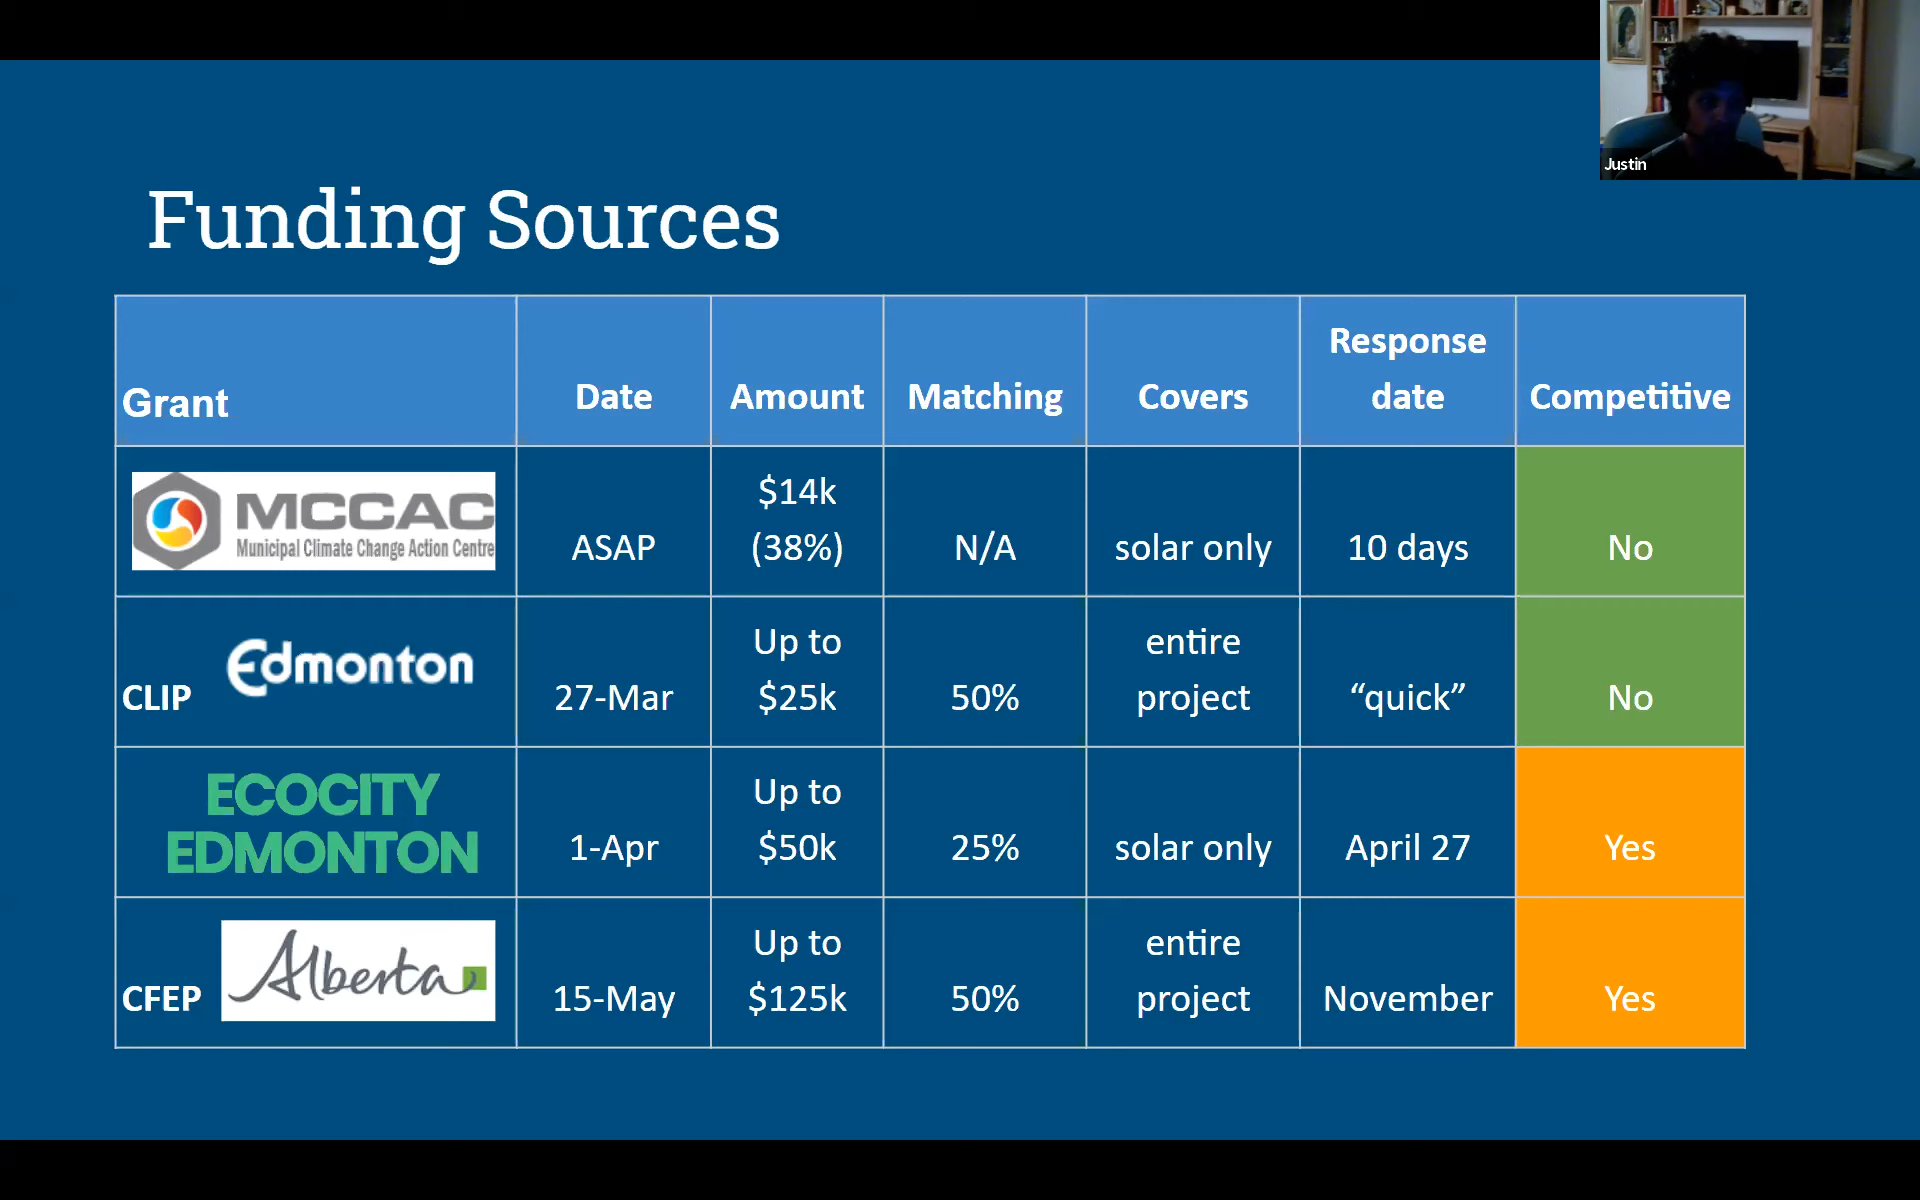 Justin
Funding Sources
Grant
Date
Amount
Matching
Covers
Response
date
Competitive
MCCAC
Municipal Climate Change Action Centre
ASAP
$14k
(38%)
N/A
solar only
10 days
No
CLIP
Edmonton
27-Mar
Up to
$25k
50%
entire
project
“quick”
No
ECOCITY
EDMONTON
1-Apr
Up to
$50k
25%
solar only
April 27
Yes
CFEP
Alberta
15-May
Up to
$125k
50%
entire
project
November
Yes